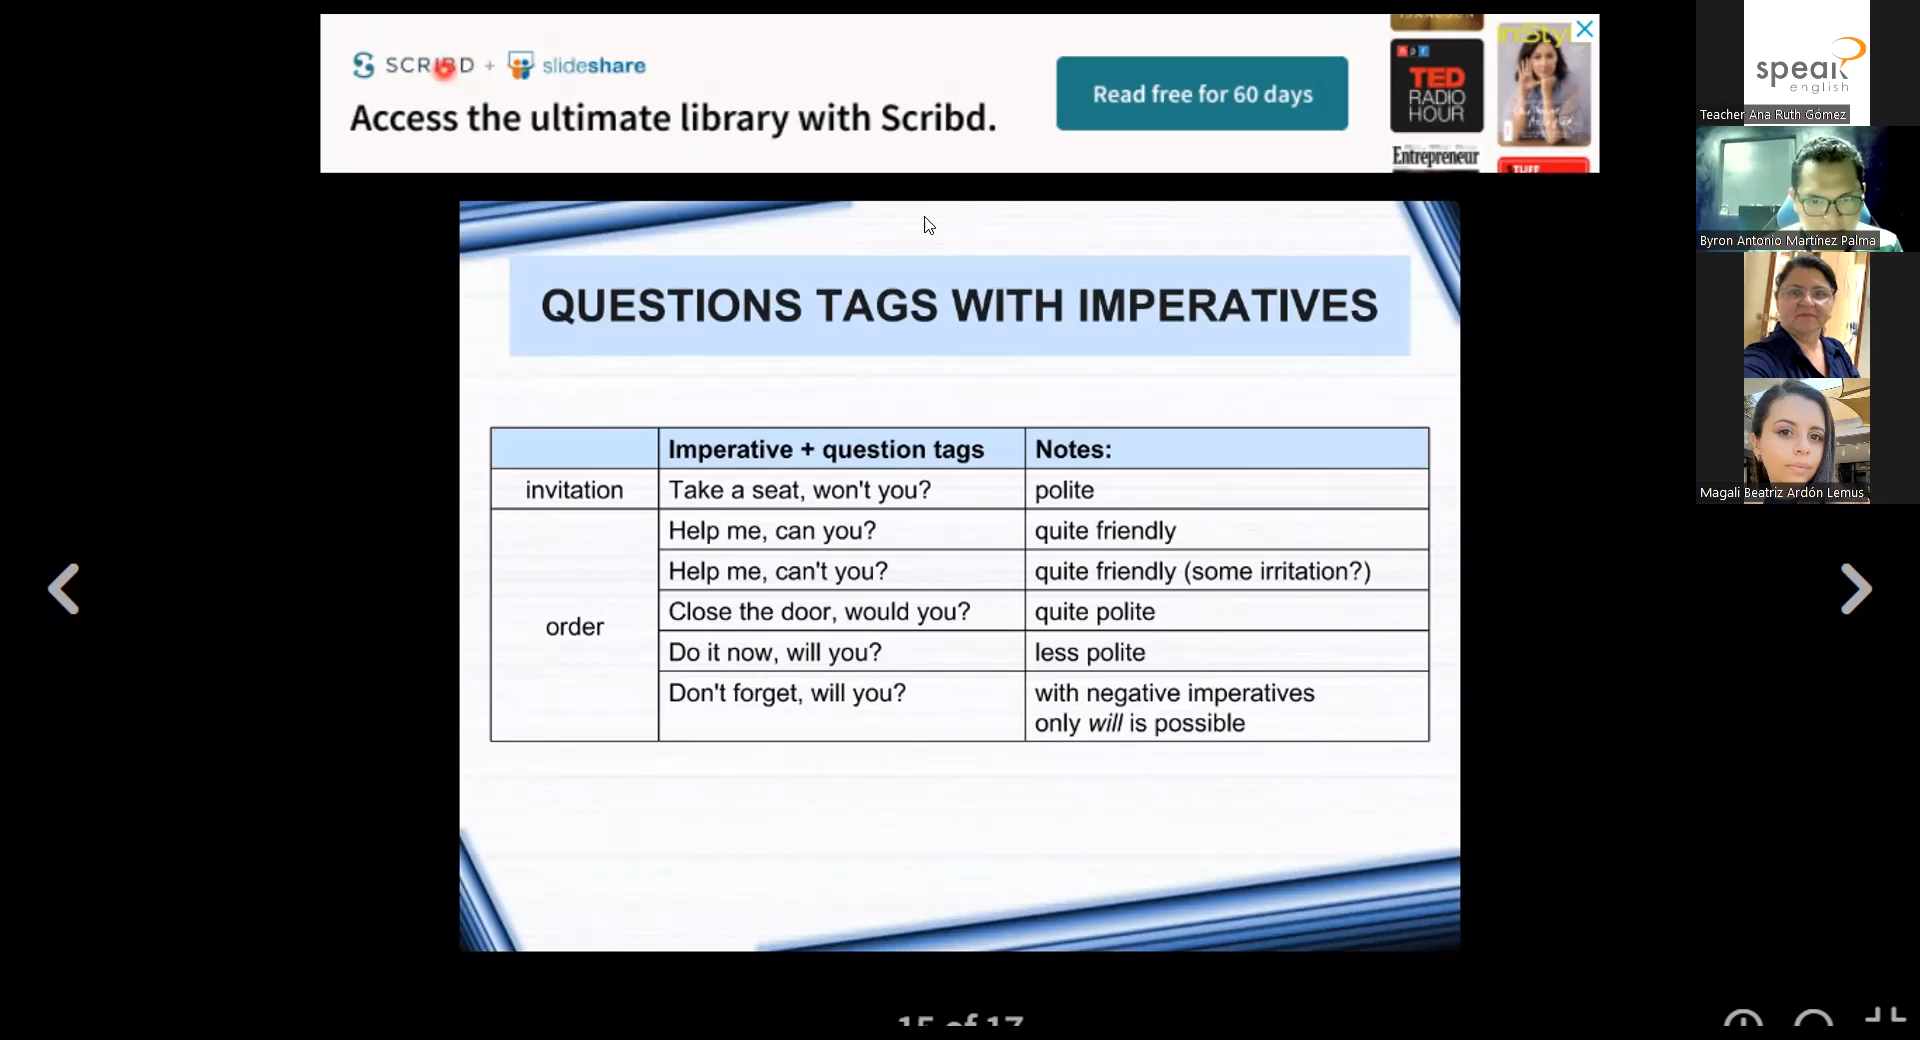 SCRIBD + slideshare
Access the ultimate library with Scribd.
Read free for 60 days
TED
RADIO
HOUR
Entrepreneur
InStyl
speak
english
Teacher Ana Ruth Gómez
Byron Antonio Martínez Palma
Magali Beatriz Ardón Lemus
QUESTIONS TAGS WITH IMPERATIVES
Imperative + question tags Notes:
invitation Take a seat, won't you? polite
order
Help me, can you? quite friendly
Help me, can't you? quite friendly (some irritation?)
Close the door, would you? quite polite
Do it now, will you? less polite
Don't forget, will you? with negative imperatives
only will is possible
15 of 17